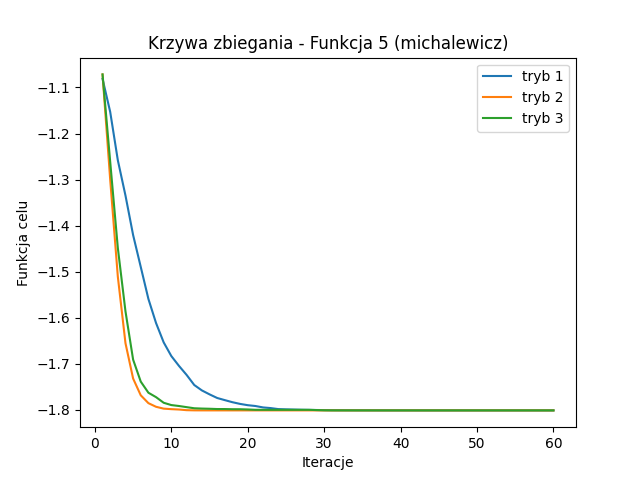 Krzywa zbiegania - Funkcja 5 (michalewicz)
tryb 1
tryb 2
tryb 3
Funkcja celu
−1.1
−1.2
−1.3
−1.4
−1.5
−1.6
−1.7
−1.8
0 10 20 30 40 50 60
Iteracje